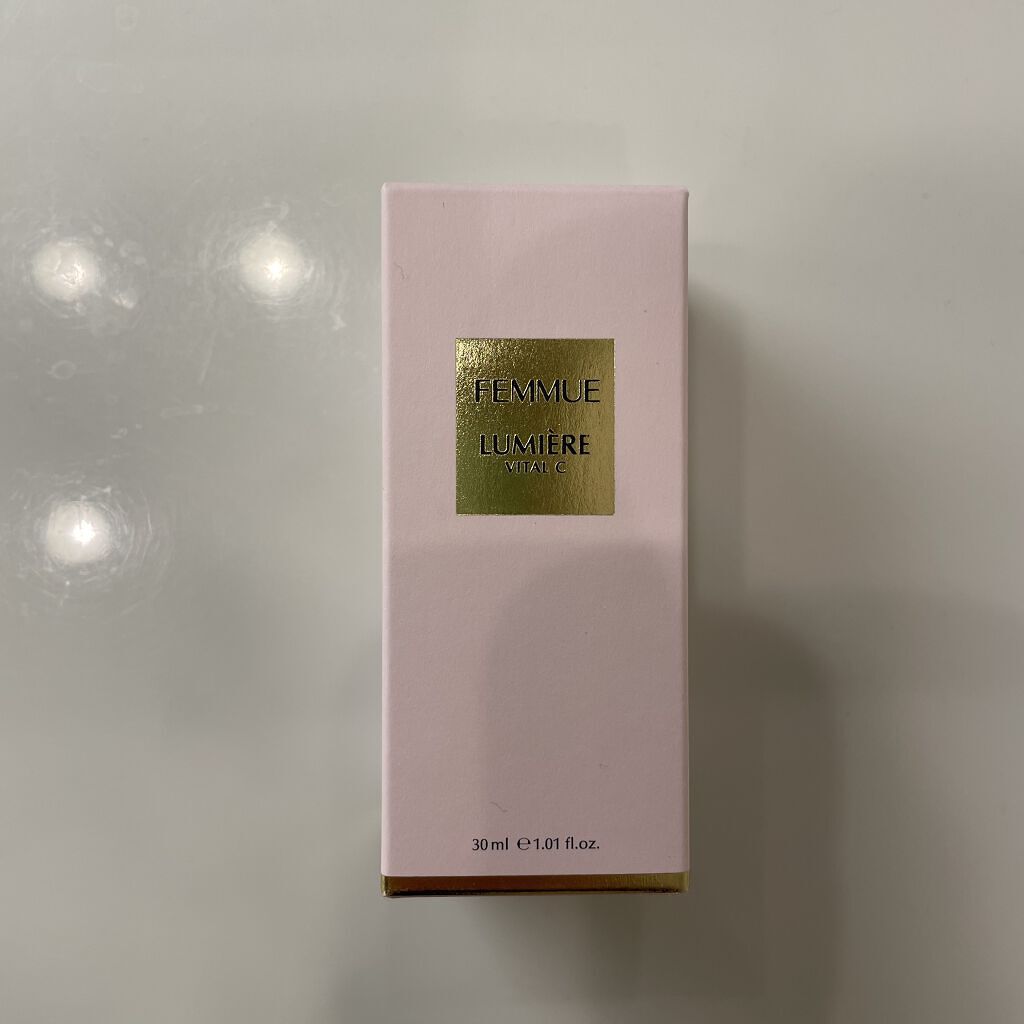 FEMMUE
LUMIÈRE
VITAL C
30 ml ℮ 1.01 fl.oz.